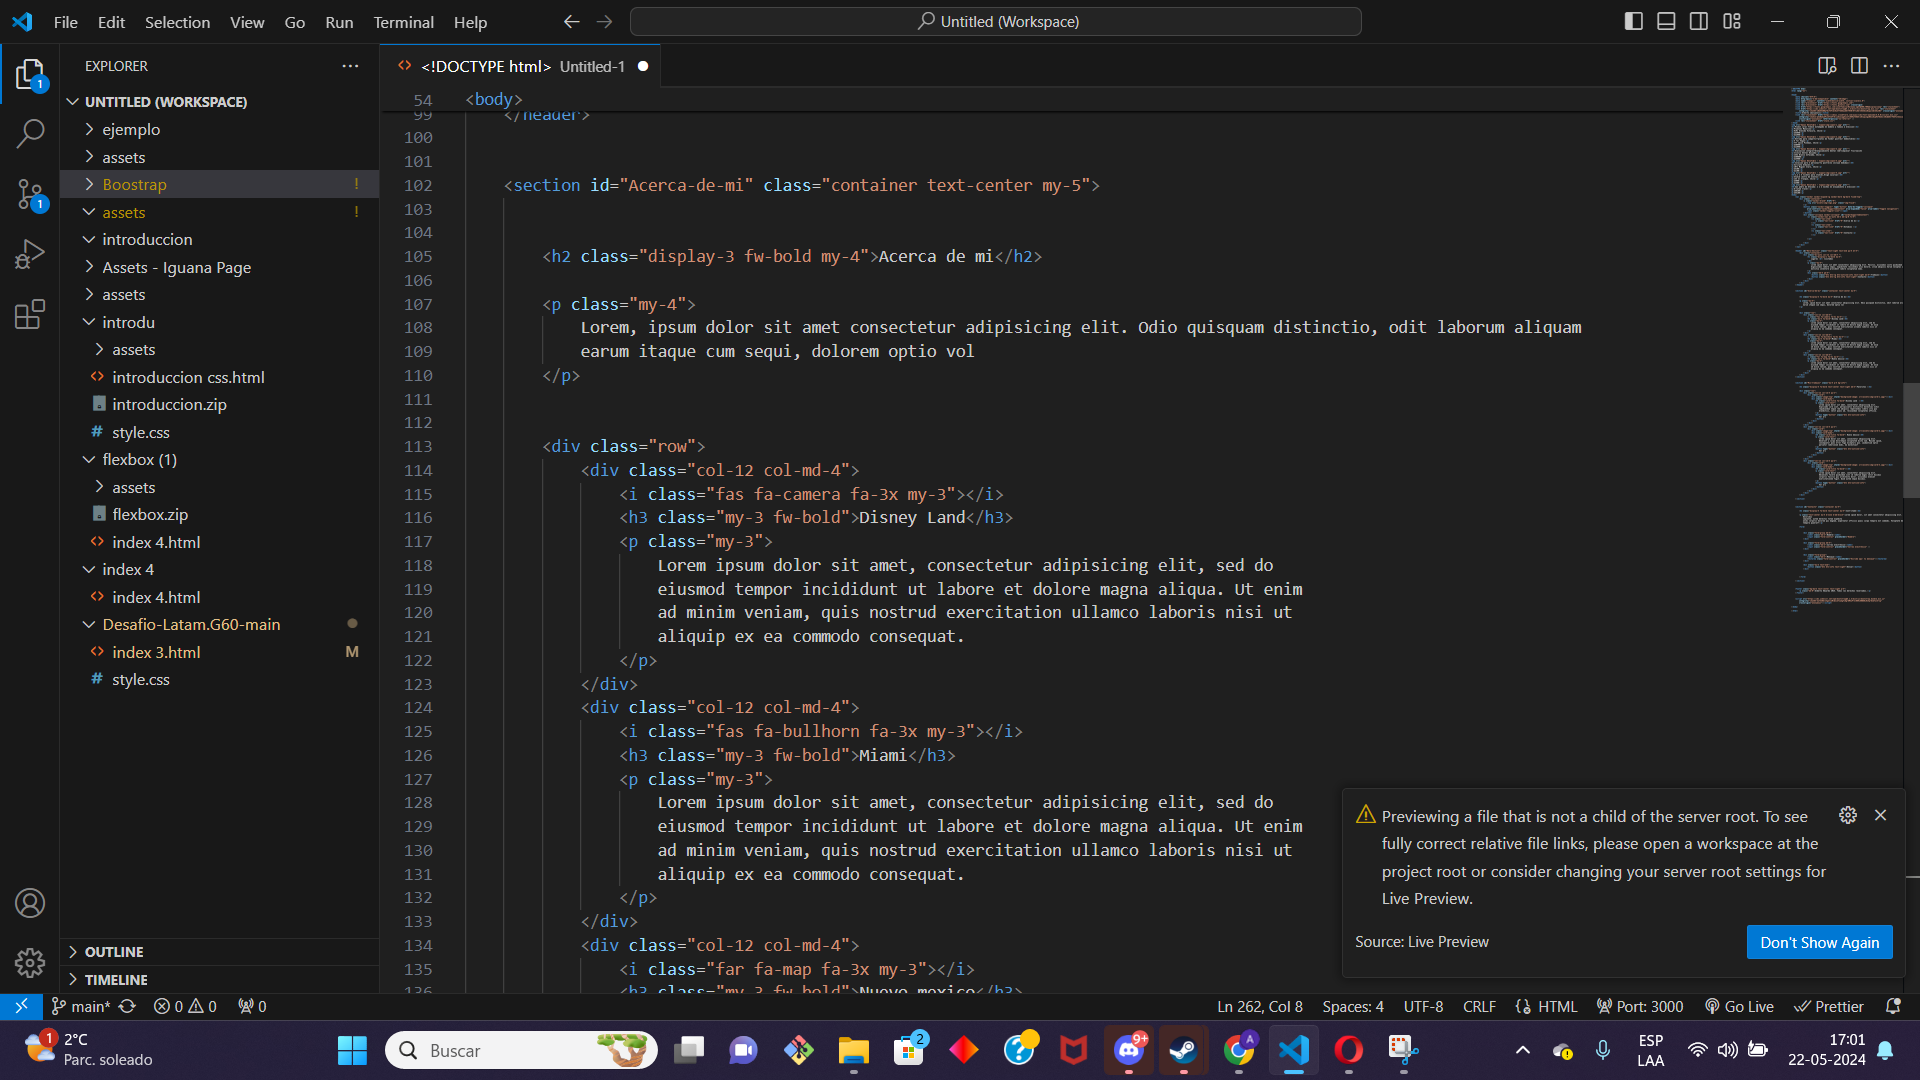 File Edit Selection View Go Run Terminal Help
Untitled (Workspace)
EXPLORER
<!DOCTYPE html> Untitled-1
1
UNTITLED (WORKSPACE)
ejemplo
assets
Boostrap !
assets !
introduccion
Assets - Iguana Page
assets
introdu
assets
introduccion css.html
introduccion.zip
style.css
flexbox (1)
assets
flexbox.zip
index 4.html
index 4
index 4.html
Desafio-Latam.G60-main
index 3.html M
style.css
1
OUTLINE
TIMELINE
54 <body>
99 </header>
100
101
102 <section id="Acerca-de-mi" class="container text-center my-5">
103
104
105 <h2 class="display-3 fw-bold my-4">Acerca de mi</h2>
106
107 <p class="my-4">
108 Lorem, ipsum dolor sit amet consectetur adipisicing elit. Odio quisquam distinctio, odit laborum aliquam
109 earum itaque cum sequi, dolorem optio vol
110 </p>
111
112
113 <div class="row">
114 <div class="col-12 col-md-4">
115 <i class="fas fa-camera fa-3x my-3"></i>
116 <h3 class="my-3 fw-bold">Disney Land</h3>
117 <p class="my-3">
118 Lorem ipsum dolor sit amet, consectetur adipisicing elit, sed do
119 eiusmod tempor incididunt ut labore et dolore magna aliqua. Ut enim
120 ad minim veniam, quis nostrud exercitation ullamco laboris nisi ut
121 aliquip ex ea commodo consequat.
122 </p>
123 </div>
124 <div class="col-12 col-md-4">
125 <i class="fas fa-bullhorn fa-3x my-3"></i>
126 <h3 class="my-3 fw-bold">Miami</h3>
127 <p class="my-3">
128 Lorem ipsum dolor sit amet, consectetur adipisicing elit, sed do
129 eiusmod tempor incididunt ut labore et dolore magna aliqua. Ut enim
130 ad minim veniam, quis nostrud exercitation ullamco laboris nisi ut
131 aliquip ex ea commodo consequat.
132 </p>
133 </div>
134 <div class="col-12 col-md-4">
135 <i class="far fa-map fa-3x my-3"></i>
136 <h3 class="my-3 fw-bold">Nuevo mexico</h3>
Previewing a file that is not a child of the server root. To see
fully correct relative file links, please open a workspace at the
project root or consider changing your server root settings for
Live Preview.
Source: Live Preview
Don't Show Again
main* 0 0 0
Ln 262, Col 8 Spaces: 4 UTF-8 CRLF HTML Port: 3000 Go Live Prettier
1
2°C
Parc. soleado
Buscar
2
9+
A
ESP
LAA
17:01
22-05-2024